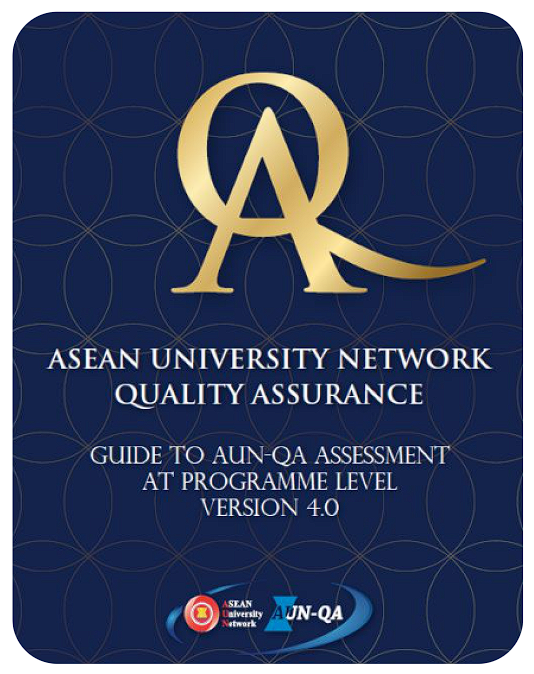 QA
ASEAN UNIVERSITY NETWORK
QUALITY ASSURANCE
GUIDE TO AUN-QA ASSESSMENT
AT PROGRAMME LEVEL
VERSION 4.0
ASEAN
University
Network
AUN-QA